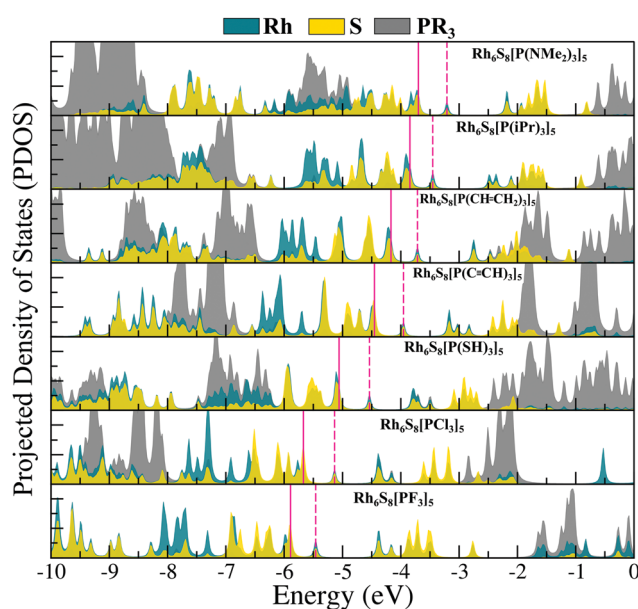 Rh S PR₃
Rh₆S₈[P(NMe₂)₃]₅
Rh₆S₈[P(iPr)₃]₅
Rh₆S₈[P(CH=CH₂)₃]₅
Rh₆S₈[P(C≡CH)₃]₅
Rh₆S₈[P(SH)₃]₅
Rh₆S₈[PCl₃]₅
Rh₆S₈[PF₃]₅
Projected Density of States (PDOS)
-10 -9 -8 -7 -6 -5 -4 -3 -2 -1 0
Energy (eV)